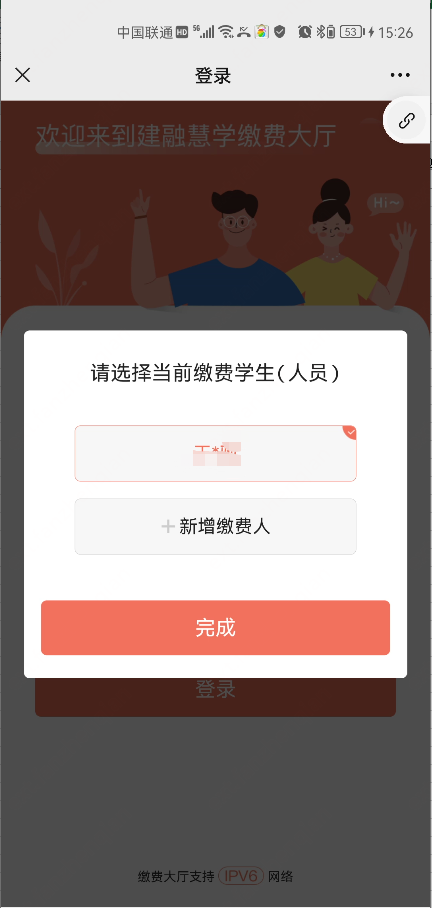 中国联通 HD 5G 53 15:26
登录
欢迎来到建融慧学缴费大厅
Hi~
请选择当前缴费学生(人员)
+新增缴费人
完成
登录
缴费大厅支持 IPV6 网络